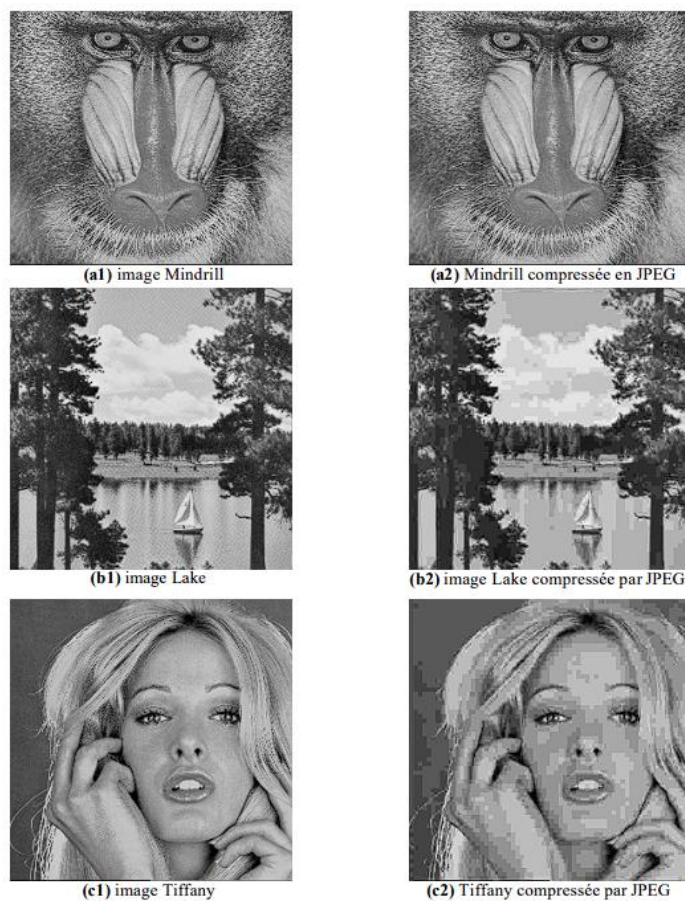 (a1) image Mindrill
(a2) Mindrill compressée en JPEG
(b1) image Lake
(b2) image Lake compressée par JPEG
(c1) image Tiffany
(c2) Tiffany compressée par JPEG